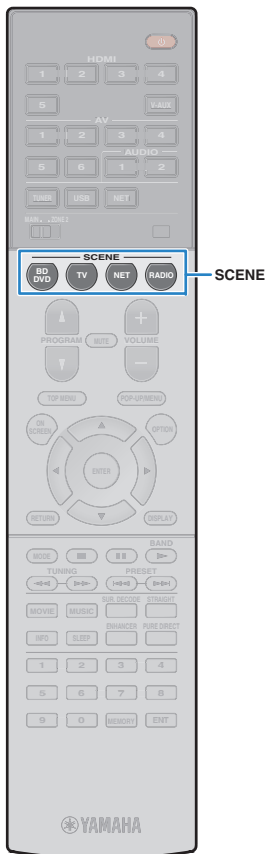 HDMI
1 2 3 4
5 V-AUX
AV
1 2 3 4
AUDIO
5 6 1 2
TUNER USB NET
MAIN ZONE2
SCENE
BD DVD TV NET RADIO
SCENE
PROGRAM MUTE VOLUME
TOP MENU POP-UP/MENU
ON SCREEN OPTION
ENTER
RETURN DISPLAY
BAND
MODE
TUNING PRESET
MOVIE MUSIC SUR. DECODE STRAIGHT
INFO SLEEP ENHANCER PURE DIRECT
1 2 3 4
5 6 7 8
9 0 MEMORY ENT
YAMAHA